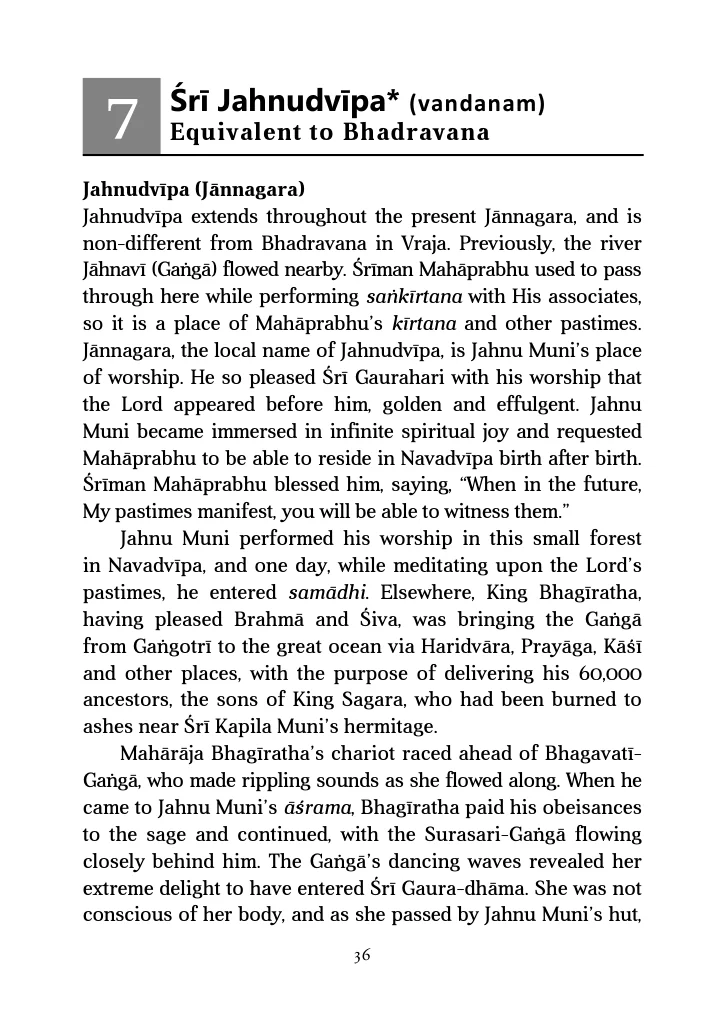 7
Śrī Jahnudvīpa* (vandanam)
Equivalent to Bhadravana
Jahnudvīpa (Jānnagara)
Jahnudvīpa extends throughout the present Jānnagara, and is
non-different from Bhadravana in Vraja. Previously, the river
Jāhnavī (Gaṅgā) flowed nearby. Śrīman Mahāprabhu used to pass
through here while performing saṅkīrtana with His associates,
so it is a place of Mahāprabhu’s kīrtana and other pastimes.
Jānnagara, the local name of Jahnudvīpa, is Jahnu Muni’s place
of worship. He so pleased Śrī Gaurahari with his worship that
the Lord appeared before him, golden and effulgent. Jahnu
Muni became immersed in infinite spiritual joy and requested
Mahāprabhu to be able to reside in Navadvīpa birth after birth.
Śrīman Mahāprabhu blessed him, saying, “When in the future,
My pastimes manifest, you will be able to witness them.”
Jahnu Muni performed his worship in this small forest
in Navadvīpa, and one day, while meditating upon the Lord’s
pastimes, he entered samādhi. Elsewhere, King Bhagīratha,
having pleased Brahmā and Śiva, was bringing the Gaṅgā
from Gaṅgotrī to the great ocean via Haridvāra, Prayāga, Kāśī
and other places, with the purpose of delivering his 60,000
ancestors, the sons of King Sagara, who had been burned to
ashes near Śrī Kapila Muni’s hermitage.
Mahārāja Bhagīratha’s chariot raced ahead of Bhagavatī-
Gaṅgā, who made rippling sounds as she flowed along. When he
came to Jahnu Muni’s āśrama, Bhagīratha paid his obeisances
to the sage and continued, with the Surasari-Gaṅgā flowing
closely behind him. The Gaṅgā’s dancing waves revealed her
extreme delight to have entered Śrī Gaura-dhāma. She was not
conscious of her body, and as she passed by Jahnu Muni’s hut,
36